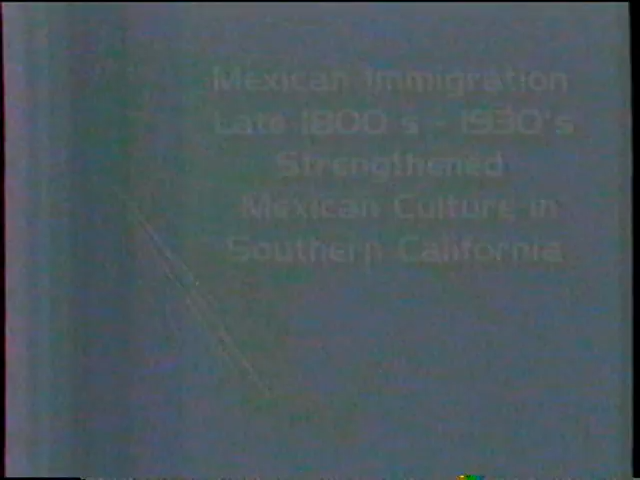 Mexican Immigration
Late 1800's - 1930's
Strengthened
Mexican Culture in
Southern California